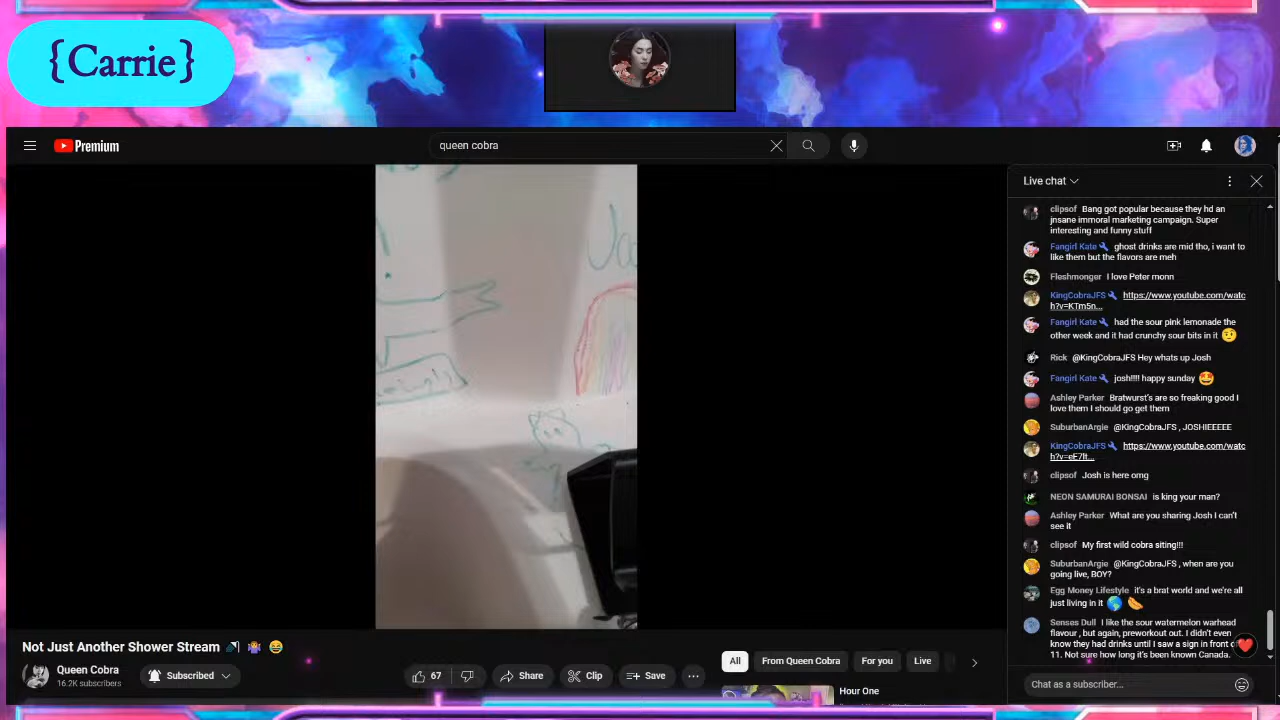 {Carrie}
Premium
queen cobra
Live chat
clipsof Bang got popular because they hd an
jnsane immoral marketing campaign. Super
interesting and funny stuff
Fangirl Kate ghost drinks are mid tho, i want to
like them but the flavors are meh
Fleshmonger I love Peter monn
KingCobraJFS https://www.youtube.com/watc
h?v=KTm5n...
Fangirl Kate had the sour pink lemonade the
other week and it had crunchy sour bits in it 🤨
Rick @KingCobraJFS Hey whats up Josh
Fangirl Kate josh!!!! happy sunday 🤩
Ashley Parker Bratwurst's are so freaking good I
love them I should go get them
SuburbanArgie @KingCobraJFS , JOSHIEEEEE
KingCobraJFS https://www.youtube.com/watc
h?v=eF7lt...
clipsof Josh is here omg
NEON SAMURAI BONSAI is king your man?
Ashley Parker What are you sharing Josh I can't
see it
clipsof My first wild cobra siting!!!
SuburbanArgie @KingCobraJFS , when are you
going live, BOY?
Egg Money Lifestyle it's a brat world and we're all
just living in it 🌎 🌭
Senses Dull I like the sour watermelon warhead
flavour , but again, preworkout out. I didn't even
know they had drinks until I saw a sign in front of
11. Not sure how long it's been known Canada.
Chat as a subscriber...
Not Just Another Shower Stream 🚿 🤷‍♀️ 😂
Queen Cobra
16.2K subscribers
Subscribed
67
Share
Clip
Save
All
From Queen Cobra
For you
Live
Hour One